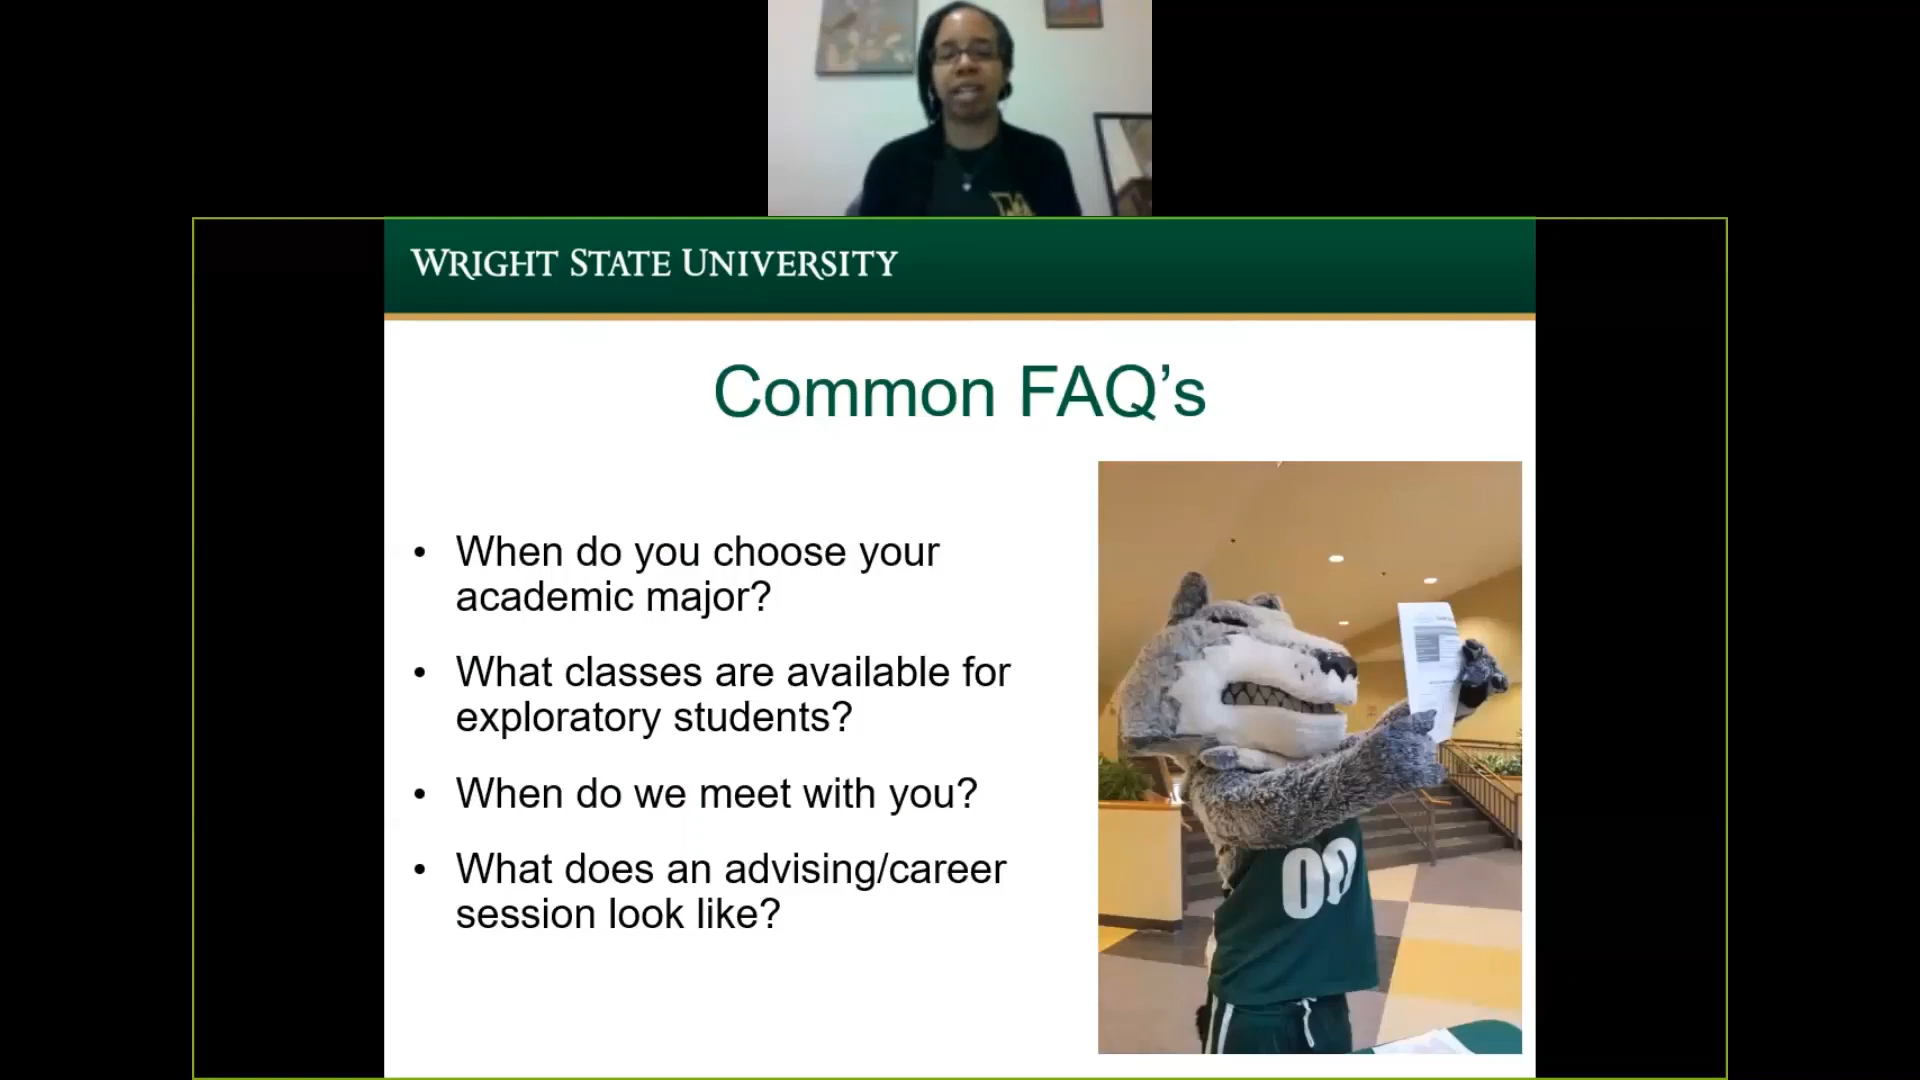 WRIGHT STATE UNIVERSITY
Common FAQ’s
• When do you choose your
academic major?
• What classes are available for
exploratory students?
• When do we meet with you?
• What does an advising/career
session look like?
00